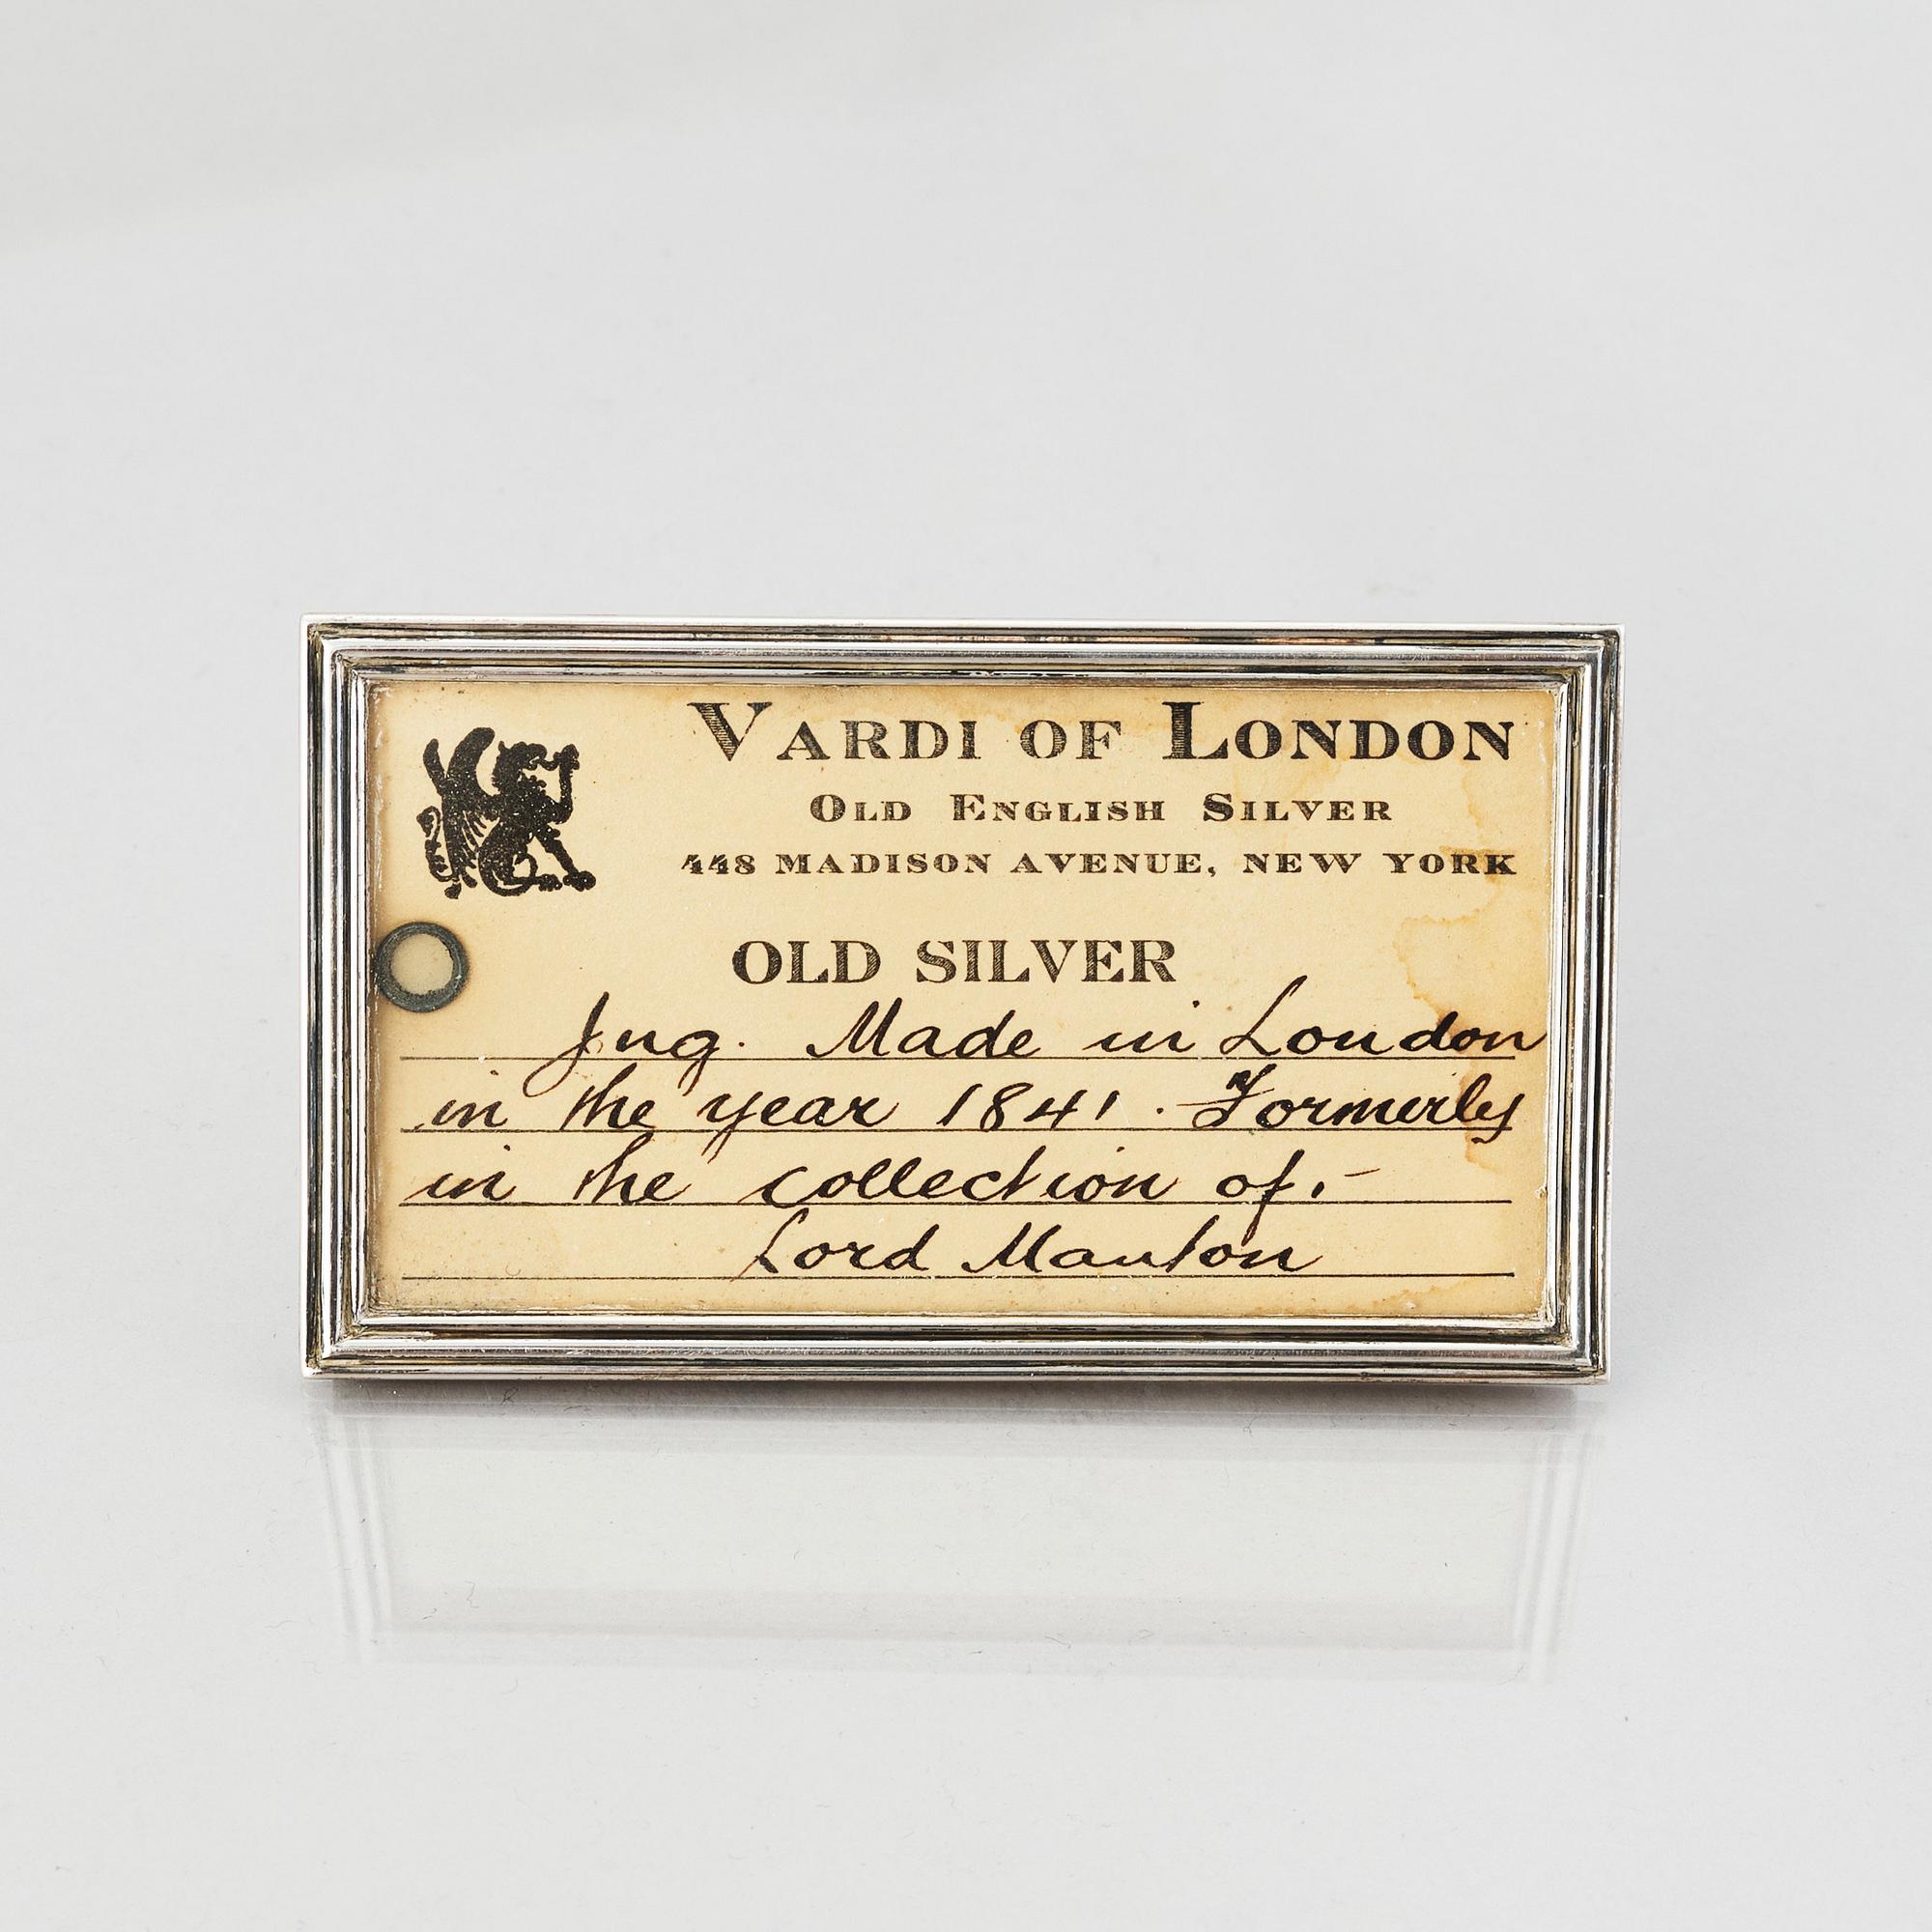 VARDI OF LONDON
OLD ENGLISH SILVER
448 MADISON AVENUE, NEW YORK
OLD SILVER
Jug. Made in London
in the year 1841. Formerly
in the collection of,-
Lord Manton